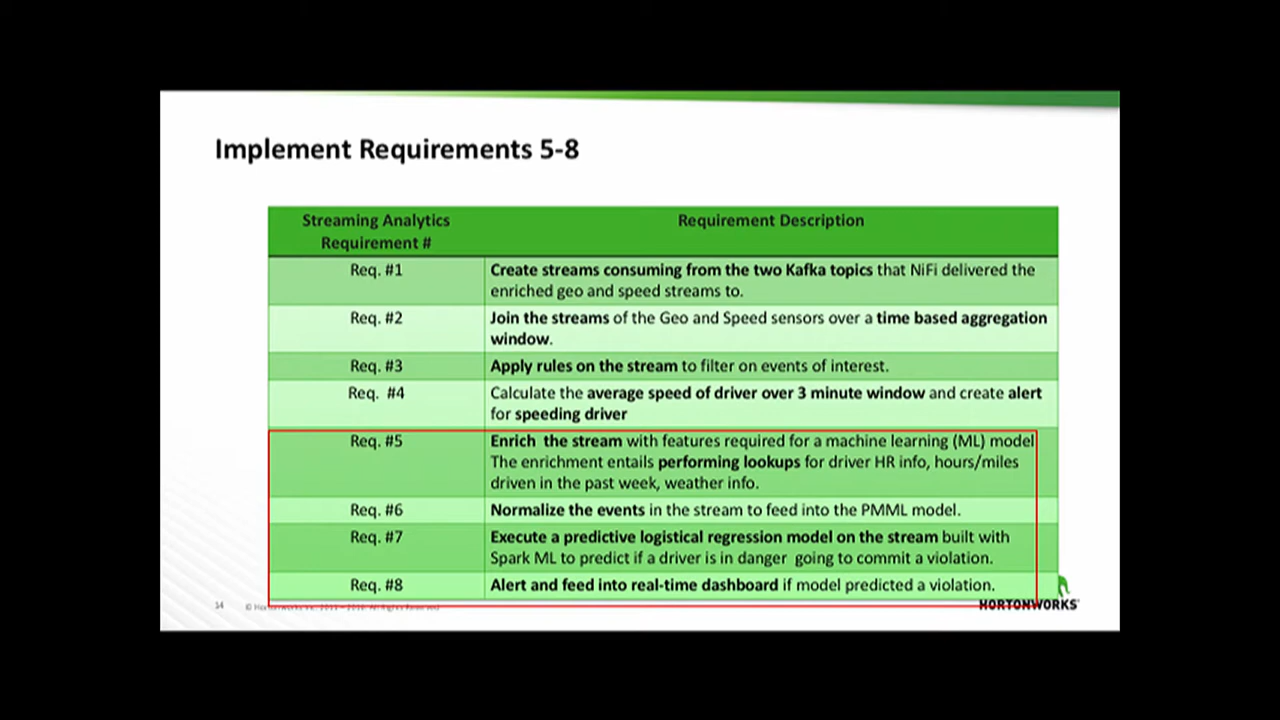 Implement Requirements 5-8
Streaming Analytics
Requirement #
Requirement Description
Req. #1
Create streams consuming from the two Kafka topics that NiFi delivered the
enriched geo and speed streams to.
Req. #2
Join the streams of the Geo and Speed sensors over a time based aggregation
window.
Req. #3
Apply rules on the stream to filter on events of interest.
Req. #4
Calculate the average speed of driver over 3 minute window and create alert
for speeding driver
Req. #5
Enrich the stream with features required for a machine learning (ML) model
The enrichment entails performing lookups for driver HR info, hours/miles
driven in the past week, weather info.
Req. #6
Normalize the events in the stream to feed into the PMML model.
Req. #7
Execute a predictive logistical regression model on the stream built with
Spark ML to predict if a driver is in danger going to commit a violation.
Req. #8
Alert and feed into real-time dashboard if model predicted a violation.
14
© Hortonworks Inc. All Rights Reserved
HORTONWORKS